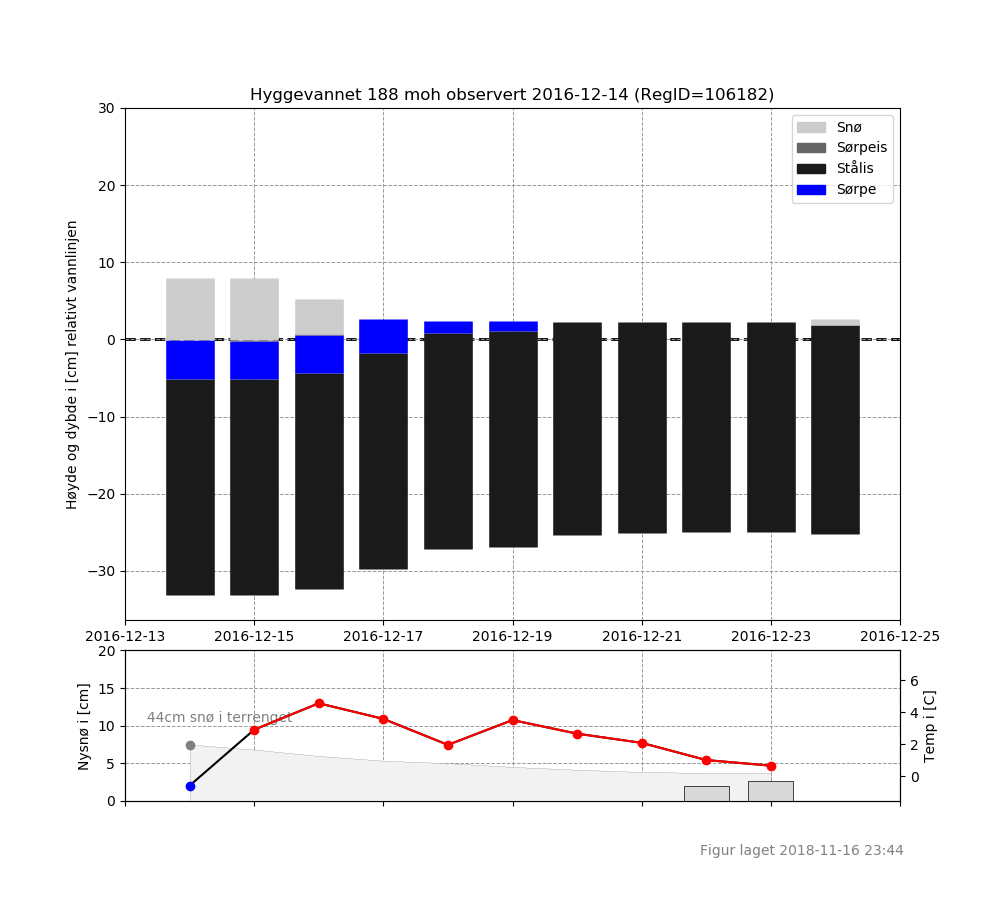 Hyggevannet 188 moh observert 2016-12-14 (RegID=106182)
30
20
10
0
−10
−20
−30
Høyde og dybde i [cm] relativt vannlinjen
Snø
Sørpeis
Stålis
Sørpe
2016-12-13
2016-12-15
2016-12-17
2016-12-19
2016-12-21
2016-12-23
2016-12-25
20
15
10
5
0
Nysnø i [cm]
44cm snø i terrenget
6
4
2
0
Temp i [C]
Figur laget 2018-11-16 23:44